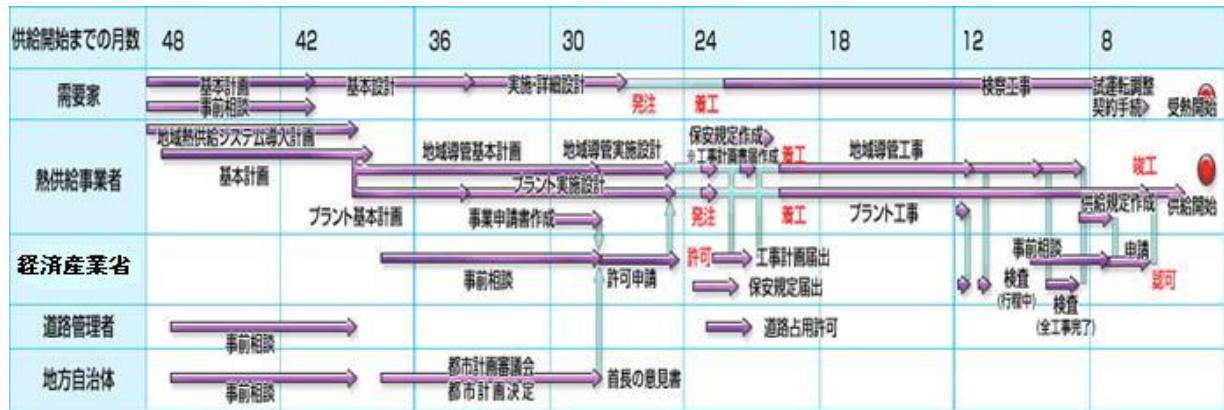 供給開始までの月数 48 42 36 30 24 18 12 8
需要家
基本計画 基本設計 実施・詳細設計 検察工事 試運転調整
事前相談 発注 着工 契約手続 受熱開始
熱供給事業者
地域熱供給システム導入計画 地域導管基本計画 地域導管実施設計 保安規定作成 ※工事計画書届作成 着工 地域導管工事 竣工
基本計画 プラント実施設計
プラント基本計画 事業申請書作成 発注 着工 プラント工事 供給規定作成 供給開始
経済産業省
事前相談 許可申請 許可 工事計画届出 事前相談 申請
保安規定届出 検査 (行程中) 検査 (全工事完了) 認可
道路管理者
事前相談 道路占用許可
地方自治体
事前相談 都市計画審議会 首長の意見書
都市計画決定